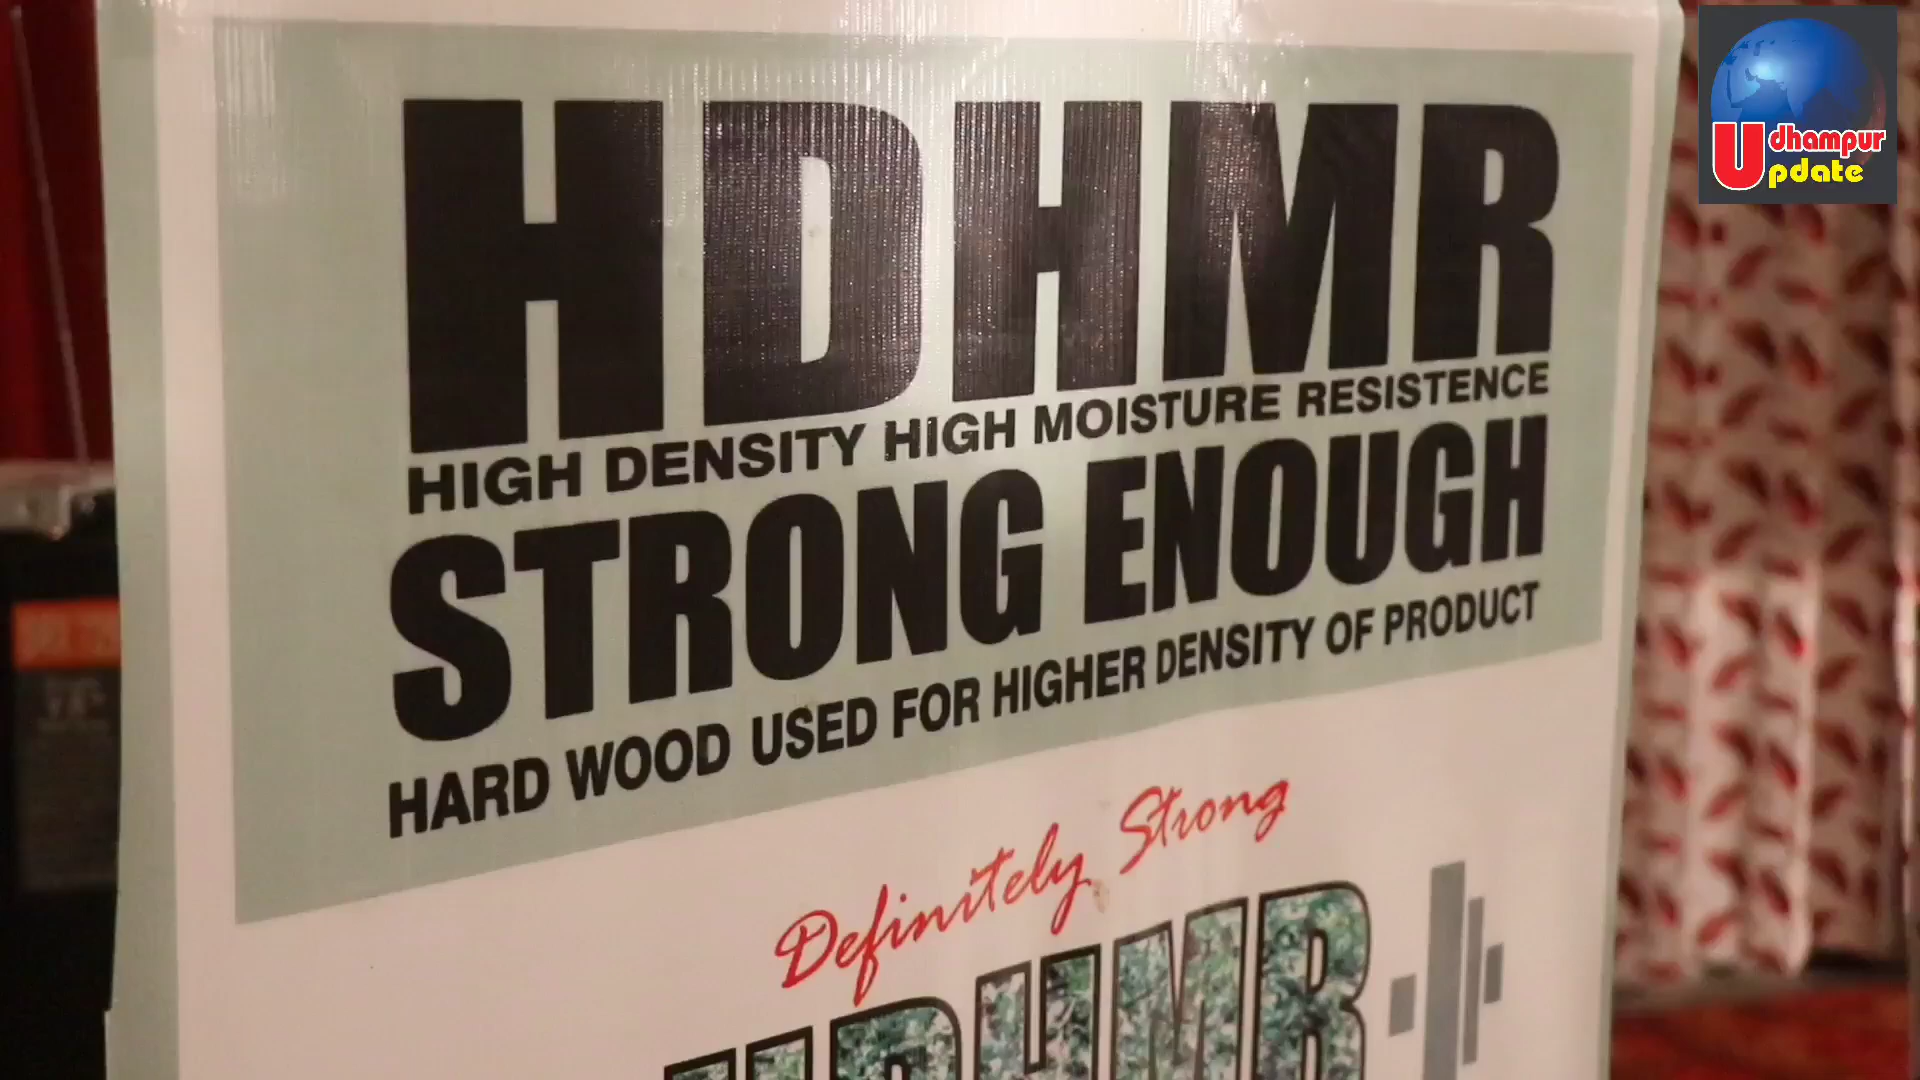 HDHMR
HIGH DENSITY HIGH MOISTURE RESISTENCE
STRONG ENOUGH
HARD WOOD USED FOR HIGHER DENSITY OF PRODUCT
Definitely Strong
HDHMR
Udhampur
Update